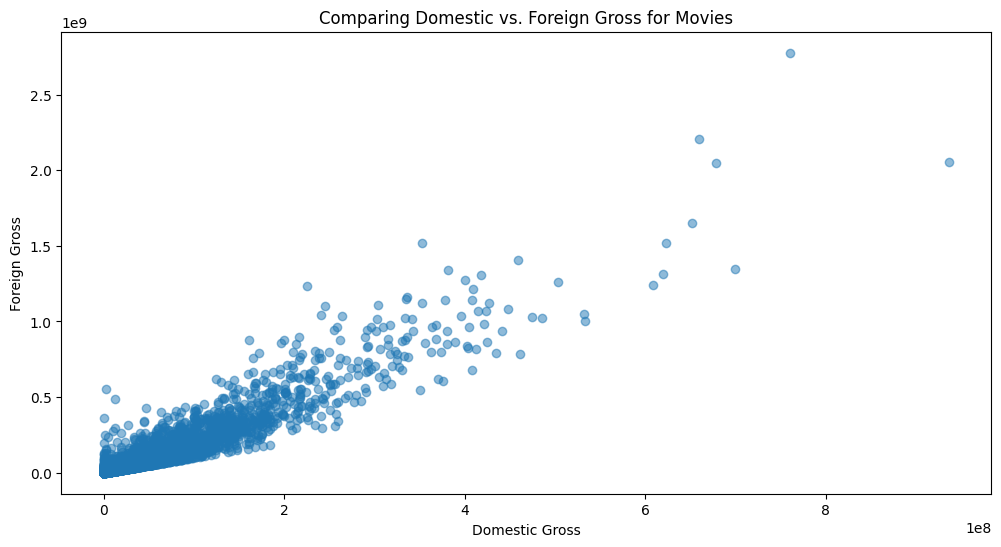 Comparing Domestic vs. Foreign Gross for Movies
1e9
2.5
2.0
1.5
1.0
0.5
0.0
Foreign Gross
0 2 4 6 8
1e8
Domestic Gross